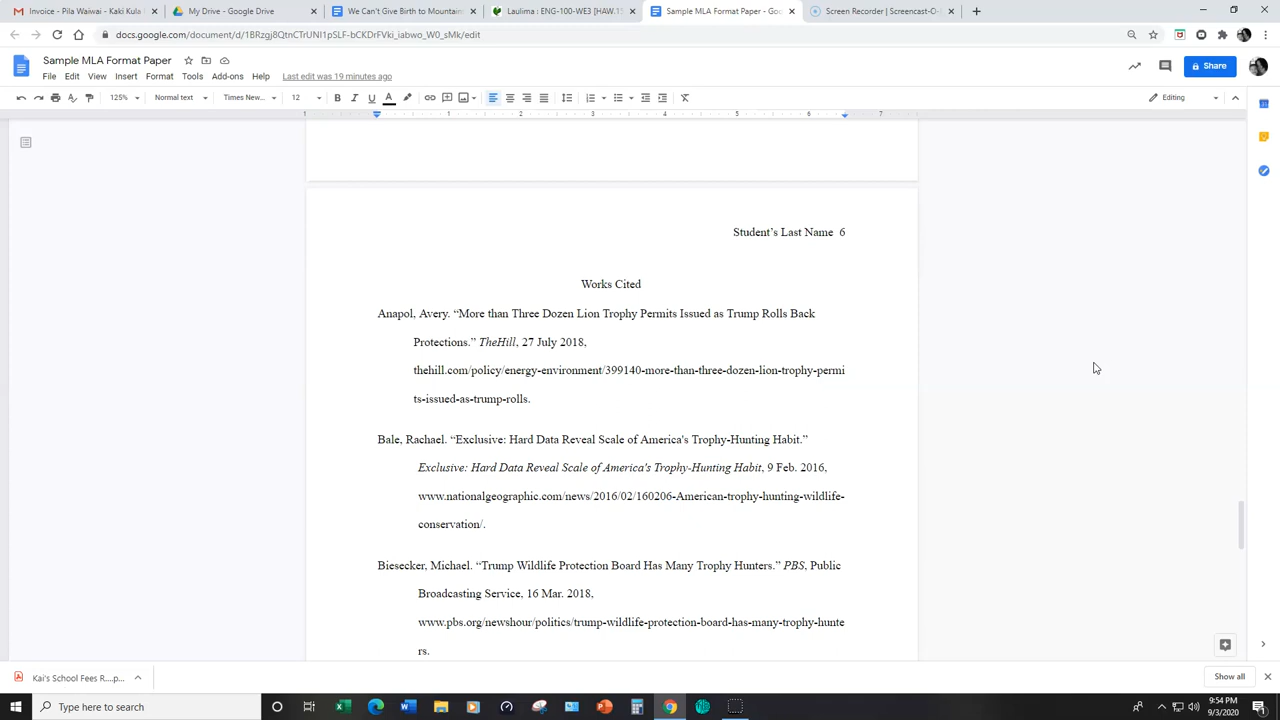 Invoice - Pila Waiwai - Kaki Kula
My Drive - Google Drive
We Can't Give Birth to Mountain
Laulima : ENG-100-WE3 [HAW.15
Sample MLA Format Paper - Goo
Screen Recorder | Screencast-O-
docs.google.com/document/d/1BRzgj8QtnCTrUNI1pSLF-bCKDrFVki_iabwo_W0_sMk/edit
Sample MLA Format Paper
File Edit View Insert Format Tools Add-ons Help Last edit was 19 minutes ago
Share
125% Normal text Times New... 12 B I U A Editing
1 1 2 3 4 5 6 7
Student's Last Name 6
Works Cited
Anapol, Avery. “More than Three Dozen Lion Trophy Permits Issued as Trump Rolls Back
Protections.” TheHill, 27 July 2018,
thehill.com/policy/energy-environment/399140-more-than-three-dozen-lion-trophy-permi
ts-issued-as-trump-rolls.
Bale, Rachael. “Exclusive: Hard Data Reveal Scale of America's Trophy-Hunting Habit.”
Exclusive: Hard Data Reveal Scale of America's Trophy-Hunting Habit, 9 Feb. 2016,
www.nationalgeographic.com/news/2016/02/160206-American-trophy-hunting-wildlife-
conservation/.
Biesecker, Michael. “Trump Wildlife Protection Board Has Many Trophy Hunters.” PBS, Public
Broadcasting Service, 16 Mar. 2018,
www.pbs.org/newshour/politics/trump-wildlife-protection-board-has-many-trophy-hunte
rs.
Kai's School Fees R....p...
Show all
Type here to search
9:54 PM
9/3/2020